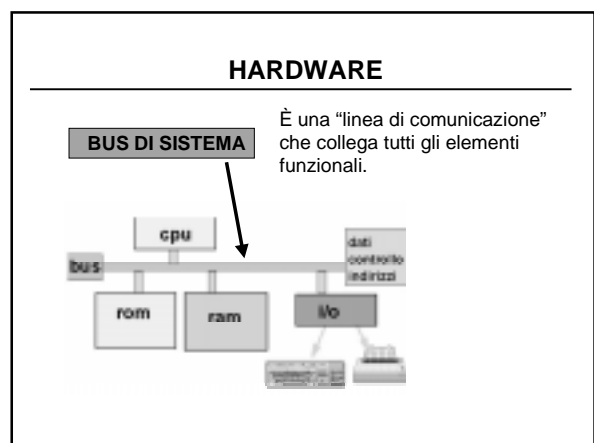 HARDWARE
È una “linea di comunicazione”
che collega tutti gli elementi
funzionali.
BUS DI SISTEMA
cpu
bus
dati
controllo
indirizzi
rom
ram
i/o